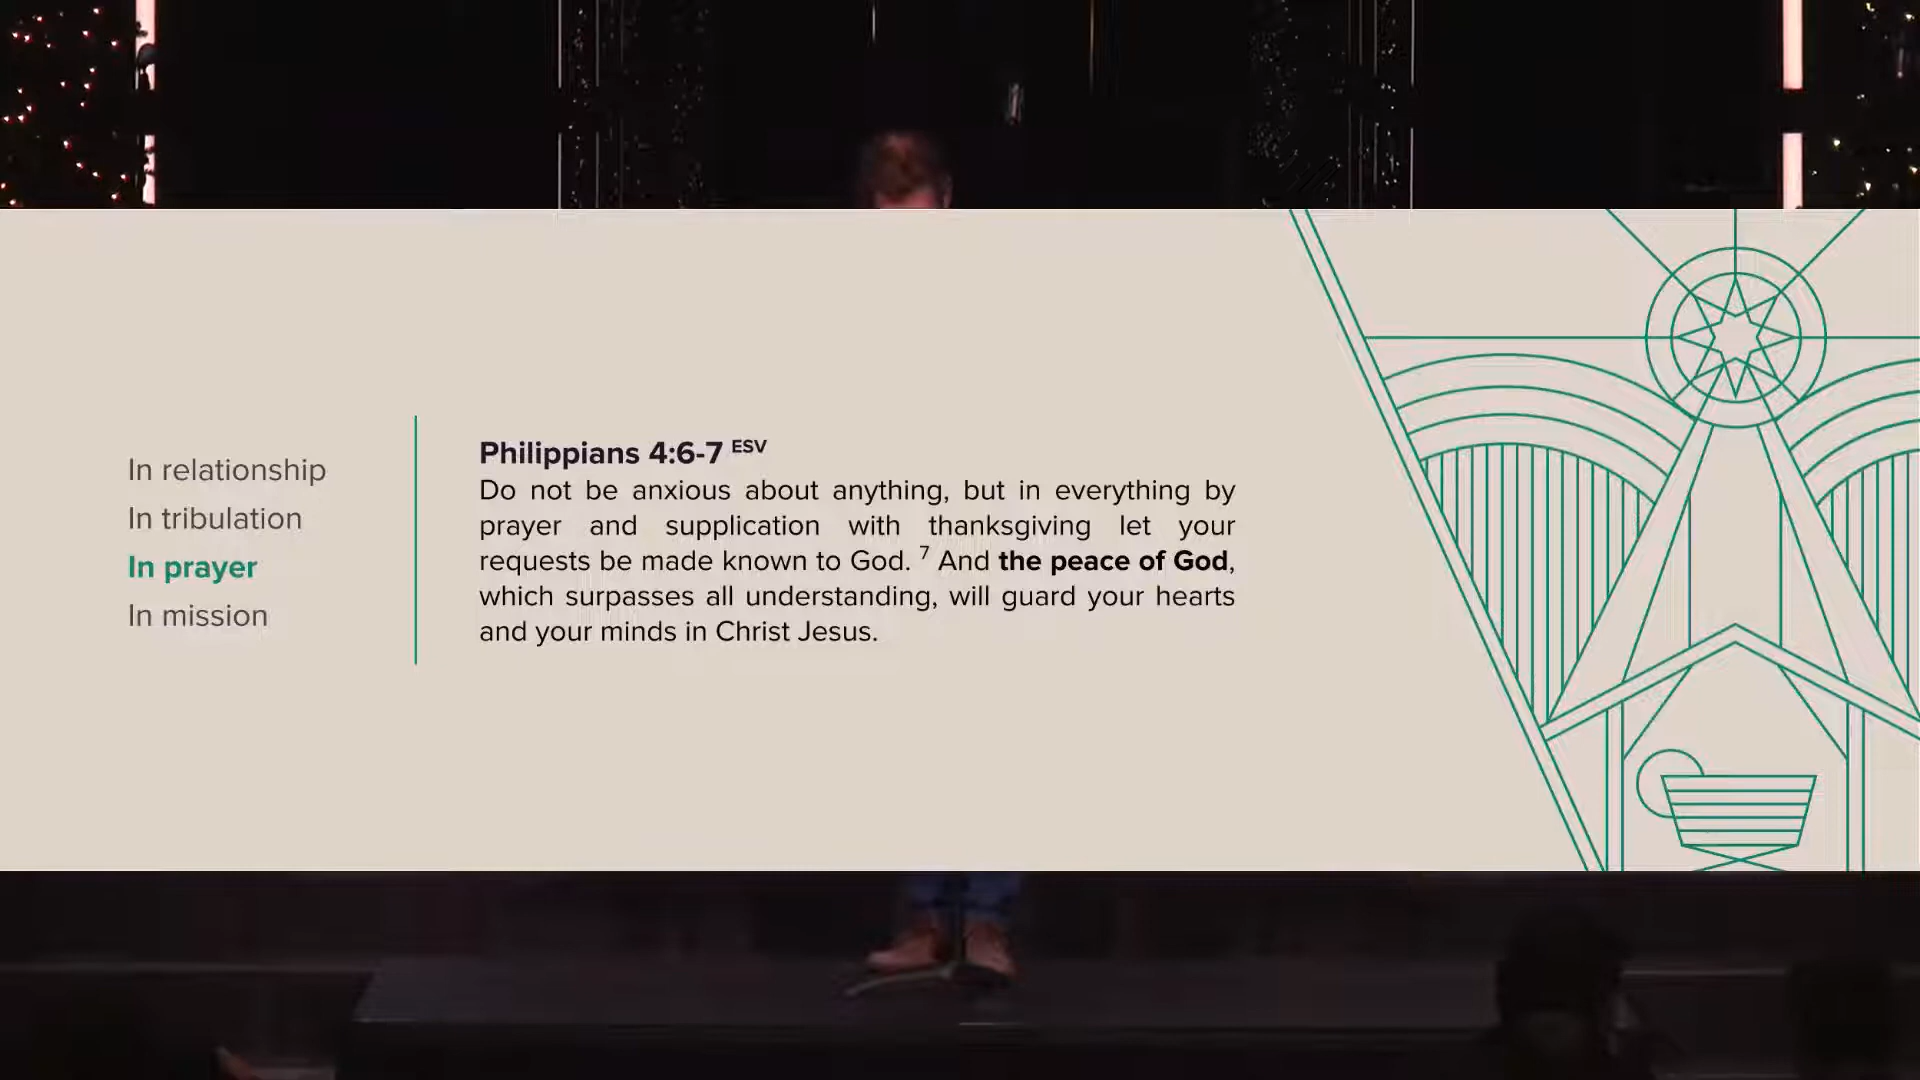 In relationship
In tribulation
In prayer
In mission
Philippians 4:6-7 ESV
Do not be anxious about anything, but in everything by
prayer and supplication with thanksgiving let your
requests be made known to God. 7 And the peace of God,
which surpasses all understanding, will guard your hearts
and your minds in Christ Jesus.